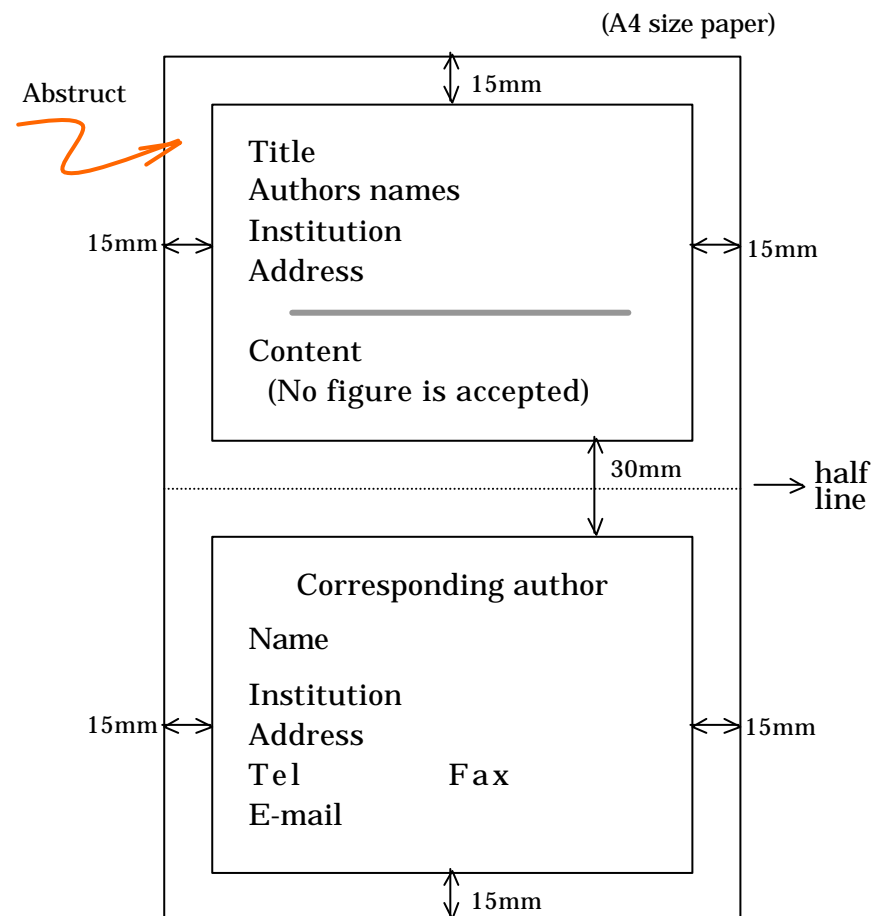 (A4 size paper)
15mm
Abstruct
Title
Authors names
Institution
Address
15mm
15mm
Content
(No figure is accepted)
30mm
half
line
Corresponding author
Name
Institution
Address
15mm
15mm
Tel Fax
E-mail
15mm